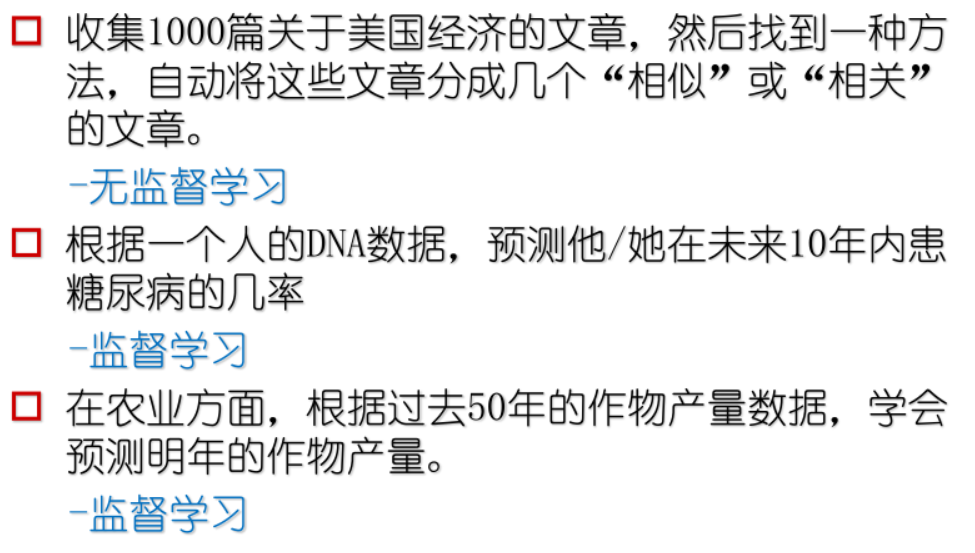 收集1000篇关于美国经济的文章，然后找到一种方
法，自动将这些文章分成几个“相似”或“相关”
的文章。
-无监督学习
根据一个人的DNA数据，预测他/她在未来10年内患
糖尿病的几率
-监督学习
在农业方面，根据过去50年的作物产量数据，学会
预测明年的作物产量。
-监督学习